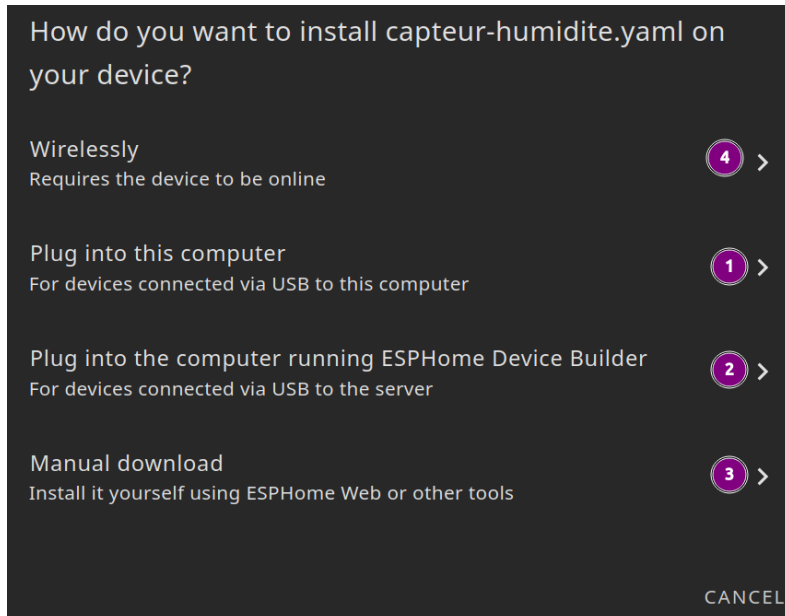 How do you want to install capteur-humidite.yaml on
your device?
Wirelessly
Requires the device to be online
4
Plug into this computer
For devices connected via USB to this computer
1
Plug into the computer running ESPHome Device Builder
For devices connected via USB to the server
2
Manual download
Install it yourself using ESPHome Web or other tools
3
CANCEL